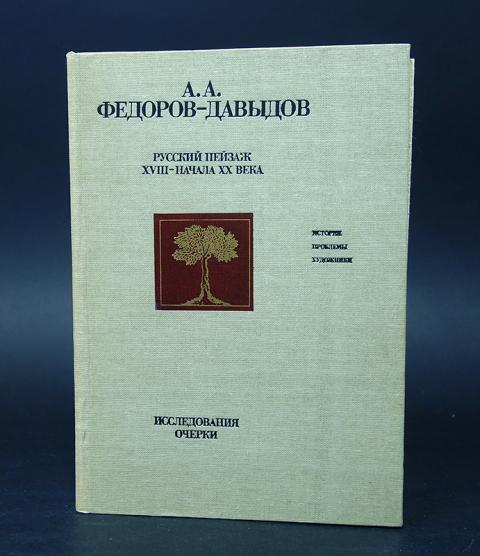 А. А.
ФЕДОРОВ-ДАВЫДОВ
РУССКИЙ ПЕЙЗАЖ
XVIII-НАЧАЛА XX ВЕКА
ИСТОРИЯ
ПРОБЛЕМЫ
ХУДОЖНИКИ
ИССЛЕДОВАНИЯ
ОЧЕРКИ